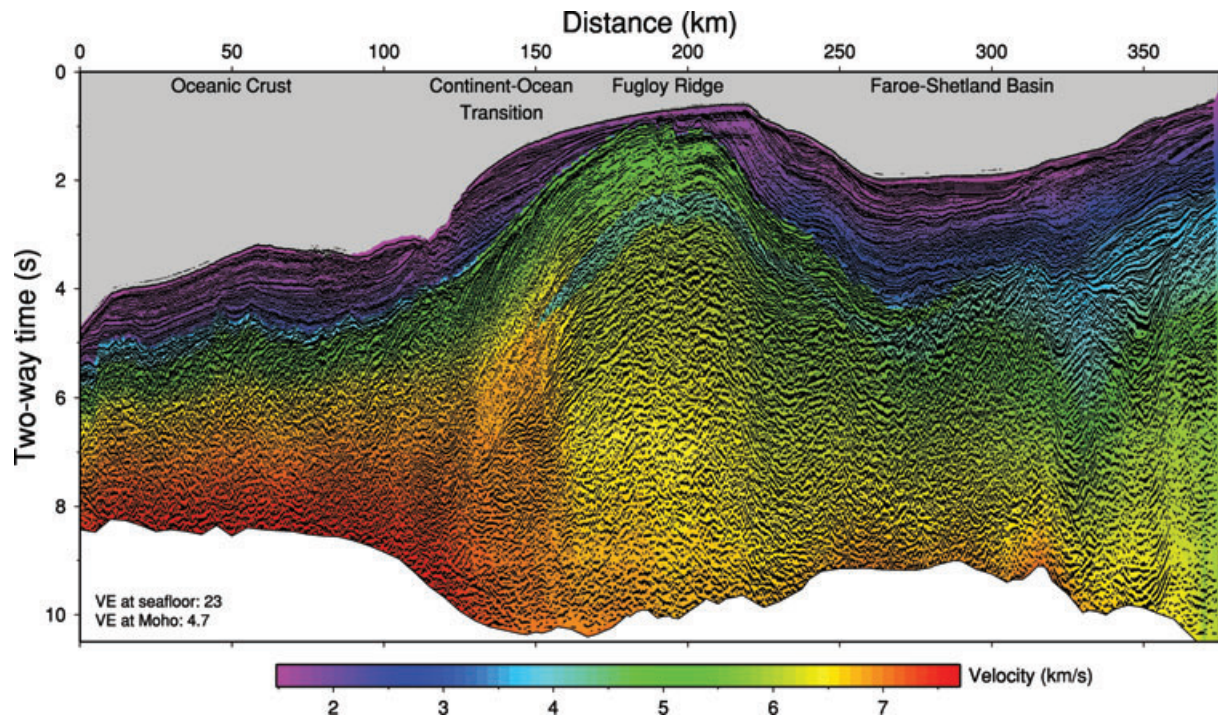 Distance (km)
0 50 100 150 200 250 300 350
Oceanic Crust Continent-Ocean Fugloy Ridge Faroe-Shetland Basin
Transition
Two-way time (s)
0
2
4
6
8
10
VE at seafloor: 23
VE at Moho: 4.7
Velocity (km/s)
2 3 4 5 6 7